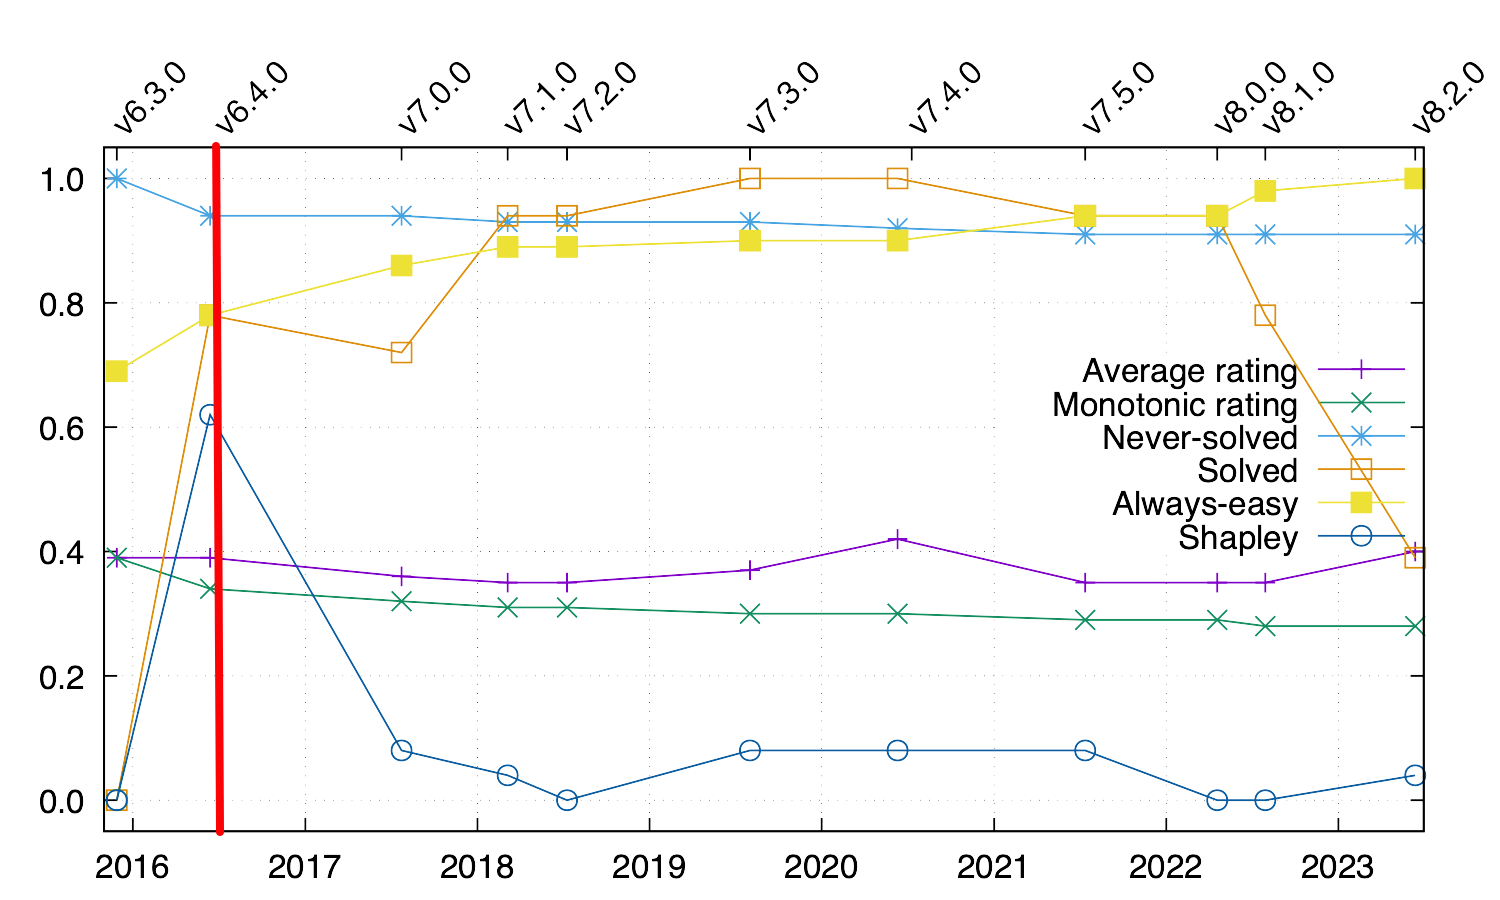 v6.3.0
v6.4.0
v7.0.0
v7.1.0
v7.2.0
v7.3.0
v7.4.0
v7.5.0
v8.0.0
v8.1.0
v8.2.0
1.0
0.8
0.6
0.4
0.2
0.0
Average rating
Monotonic rating
Never-solved
Solved
Always-easy
Shapley
2016 2017 2018 2019 2020 2021 2022 2023